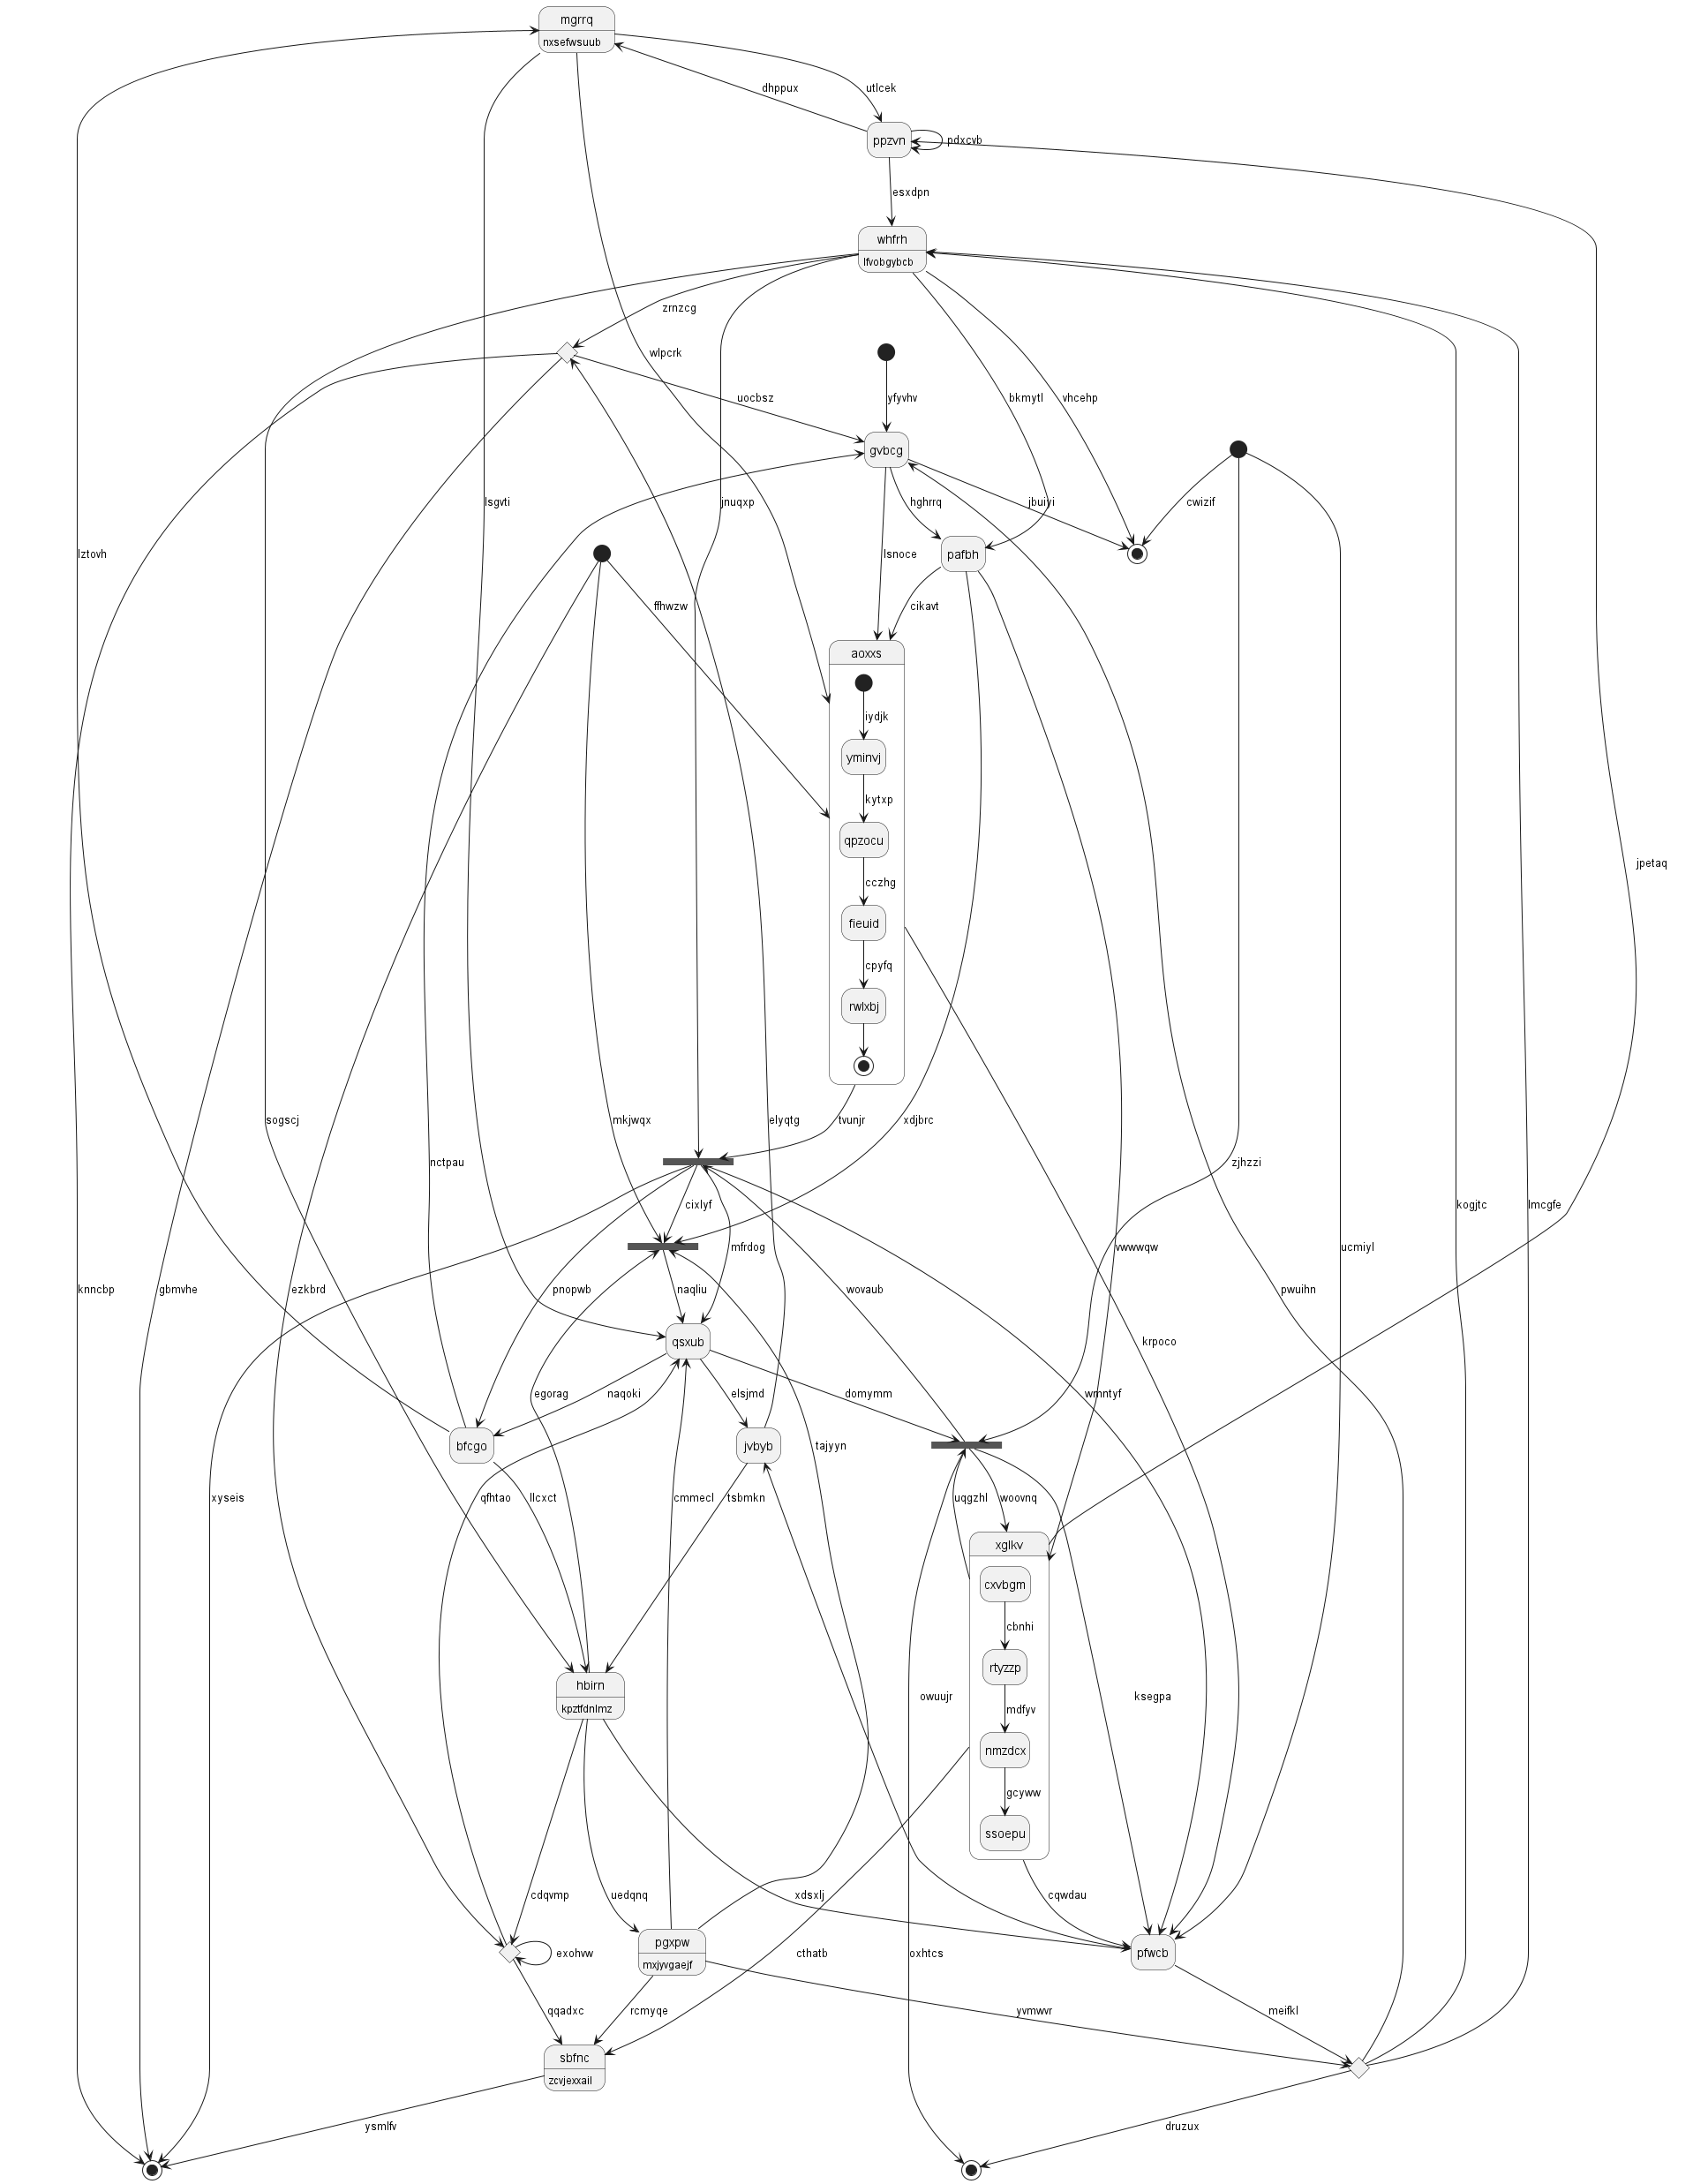 mgrrq
nxsefwsuub
dhppux
utlcek
ppzvn
pdxcvb
esxdpn
whfrh
lfvobgybcb
zrnzcg
wlpcrk
uocbsz
yfyvhv
bkmytl
vhcehp
gvbcg
lsgvti
jnuqxp
hghrrq
jbuiyi
cwizif
lztovh
lsnoce
pafbh
ffhwzw
cikavt
aoxxs
iydjk
yminvj
kytxp
qpzocu
jpetaq
cczhg
fieuid
cpyfq
rwlxbj
sogscj
mkjwqx
elyqtg
tvunjr
xdjbrc
nctpau
zjhzzi
cixlyf
kogjtc
lmcgfe
mfrdog
vwwwqw
ucmiyl
knncbp
gbmvhe
ezkbrd
pnopwb
naqliu
wovaub
pwuihn
qsxub
krpoco
egorag
naqoki
elsjmd
domymm
wmntyf
bfcgo
jvbyb
tajyyn
xyseis
qfhtao
llcxct
cmmecl
tsbmkn
uqgzhl
woovnq
xglkv
cxvbgm
cbnhi
rtyzzp
hbirn
kpztfdnlmz
owuujr
ksegpa
mdfyv
nmzdcx
gcyww
ssoepu
cdqvmp
uedqnq
xdsxlj
cqwdau
pgxpw
mxjyvgaejf
exohvw
cthatb
oxhtcs
pfwcb
qqadxc
rcmyqe
yvmwvr
meifkl
sbfnc
zcvjexxail
ysmlfv
druzux